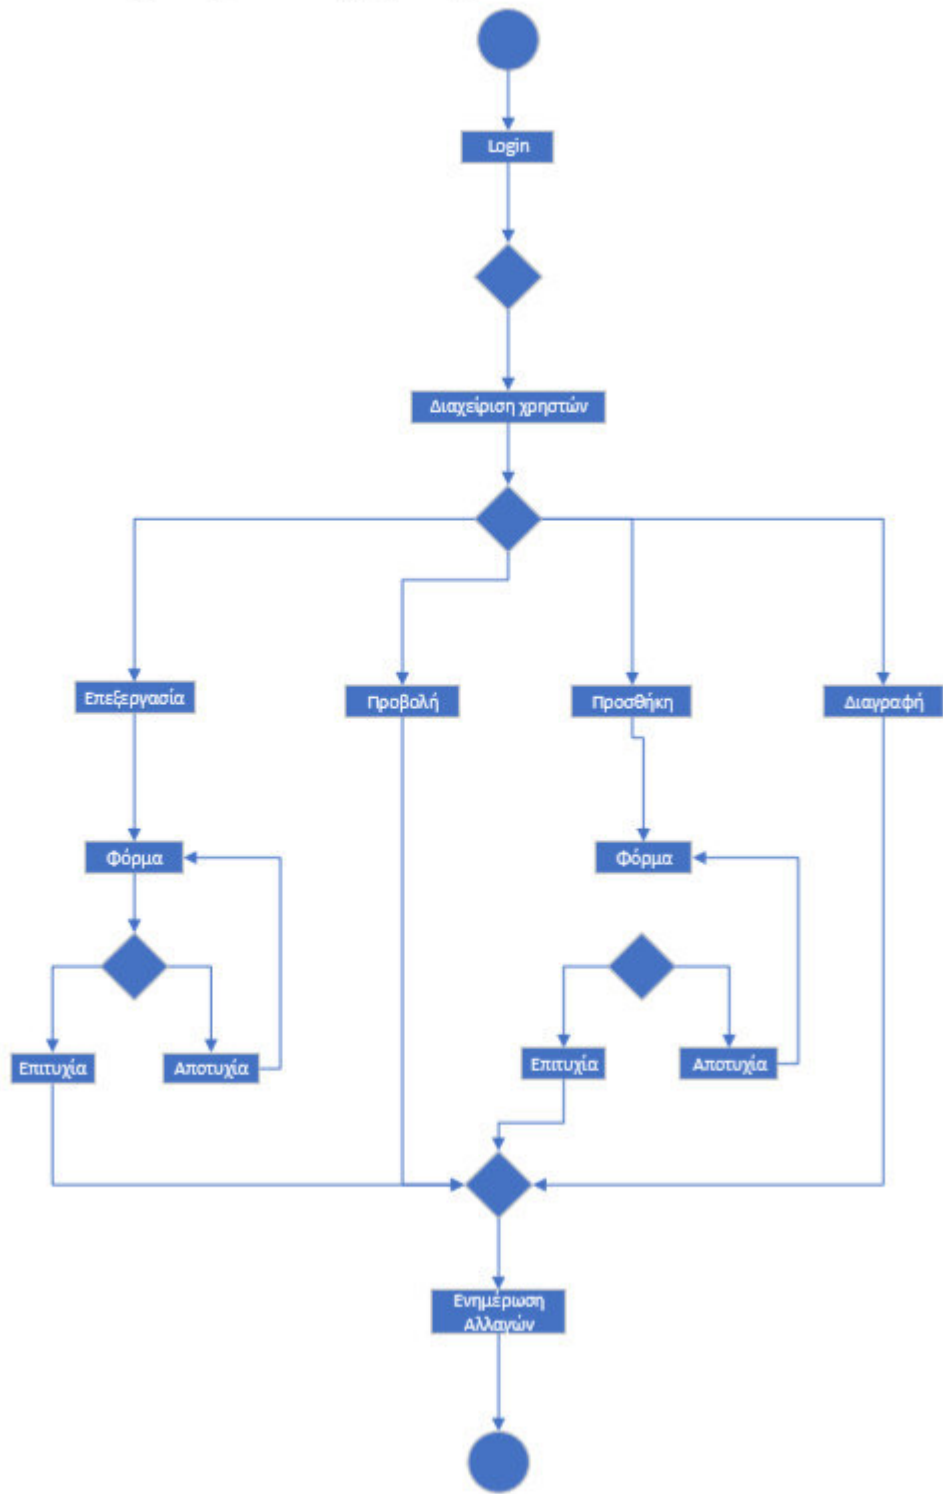 Login
Διαχείριση χρηστών
Επεξεργασία
Προβολή
Προσθήκη
Διαγραφή
Φόρμα
Φόρμα
Επιτυχία
Αποτυχία
Επιτυχία
Αποτυχία
Ενημέρωση
Αλλαγών